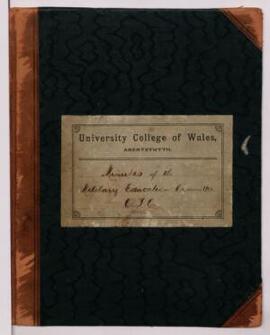 University College of Wales,
ABERYSTWYTH.
Minutes of the
Military Education Committee
O.T.C.